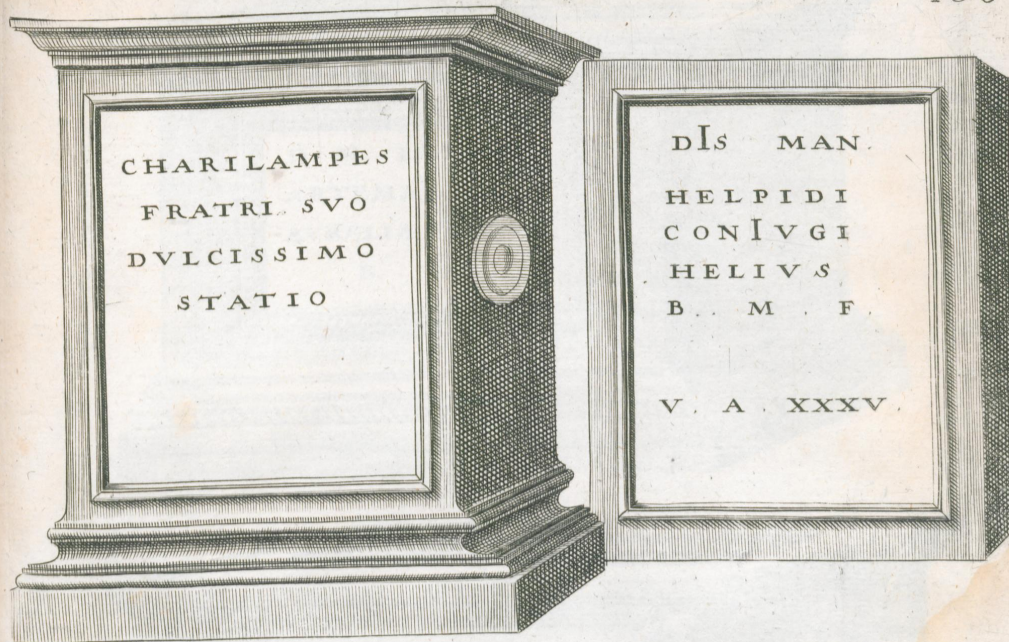 CHARILAMPES
FRATRI SVO
DVLCISSIMO
STATIO
DIS MAN.
HELPIDI
CONIVGI
HELIVS
B. M. F.
V. A. XXXV.